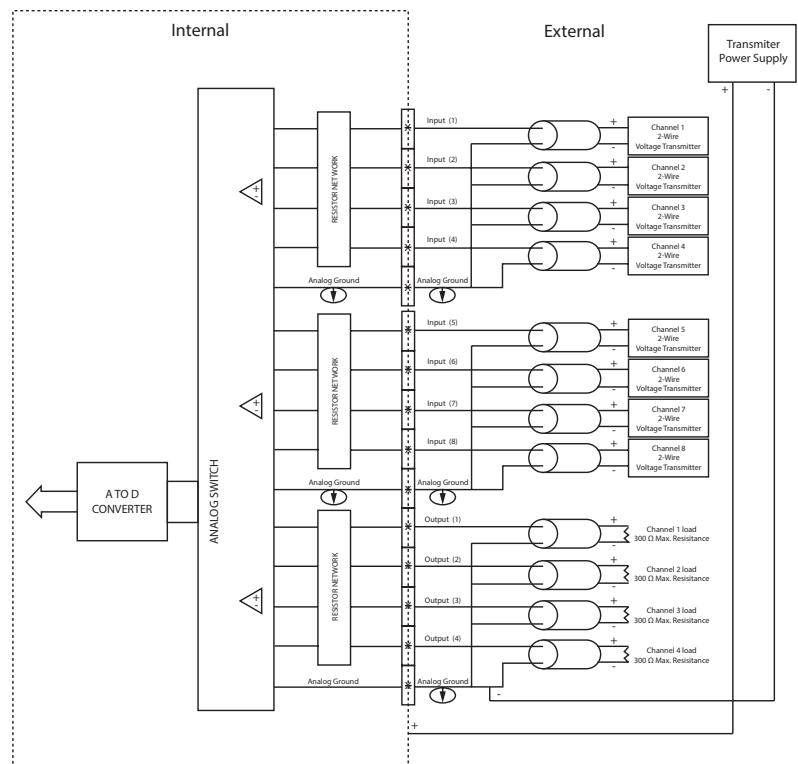 Internal
External
Transmiter
Power Supply
+
-
Input (1)
+
-
Channel 1
2-Wire
Voltage Transmitter
Input (2)
+
-
Channel 2
2-Wire
Voltage Transmitter
Input (3)
+
-
Channel 3
2-Wire
Voltage Transmitter
Input (4)
+
-
Channel 4
2-Wire
Voltage Transmitter
RESISTOR NETWORK
+
-
Analog Ground
Analog Ground
Input (5)
+
-
Channel 5
2-Wire
Voltage Transmitter
Input (6)
+
-
Channel 6
2-Wire
Voltage Transmitter
Input (7)
+
-
Channel 7
2-Wire
Voltage Transmitter
Input (8)
+
-
Channel 8
2-Wire
Voltage Transmitter
RESISTOR NETWORK
+
-
ANALOG SWITCH
A TO D
CONVERTER
Analog Ground
Analog Ground
Output (1)
+
-
Channel 1 load
300 Ω Max. Resisitance
Output (2)
+
-
Channel 2 load
300 Ω Max. Resisitance
Output (3)
+
-
Channel 3 load
300 Ω Max. Resisitance
Output (4)
+
-
Channel 4 load
300 Ω Max. Resisitance
RESISTOR NETWORK
+
-
Analog Ground
Analog Ground
-
+